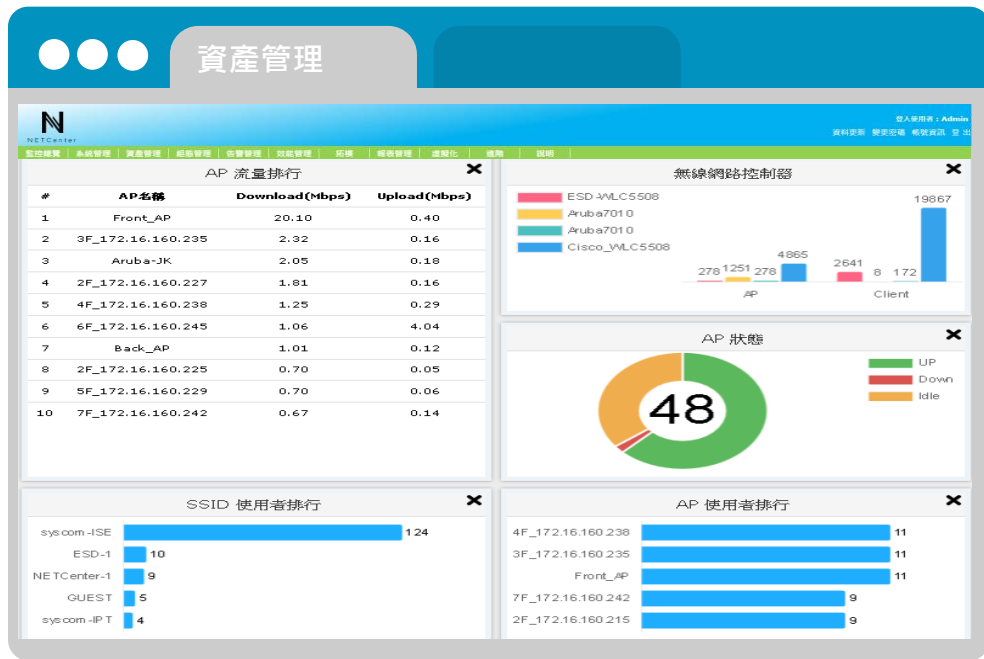 資產管理
N
NETCenter
登入使用者 : Admin
資料更新 變更密碼 帳號資訊 登 出
監控總覽 系統管理 資產管理 組態管理 告警管理 效能管理 拓樸 報表管理 虛擬化 進階 說明
AP 流量排行
# AP名稱 Download(Mbps) Upload(Mbps)
1 Front_AP 20.10 0.40
2 3F_172.16.160.235 2.32 0.16
3 Aruba-JK 2.05 0.18
4 2F_172.16.160.227 1.81 0.16
5 4F_172.16.160.238 1.25 0.29
6 6F_172.16.160.245 1.06 4.04
7 Back_AP 1.01 0.12
8 2F_172.16.160.225 0.70 0.05
9 5F_172.16.160.229 0.70 0.06
10 7F_172.16.160.242 0.67 0.14
無線網路控制器
ESD-WLC5508
Aruba7010
Aruba7010
Cisco_WLC5508
278 1251 278 4865 2641 8 172 19867
AP Client
AP 狀態
48
UP
Down
Idle
SSID 使用者排行
syscom-ISE 124
ESD-1 10
NETCenter-1 9
GUEST 5
syscom-IPT 4
AP 使用者排行
4F_172.16.160.238 11
3F_172.16.160.235 11
Front_AP 11
7F_172.16.160.242 9
2F_172.16.160.215 9